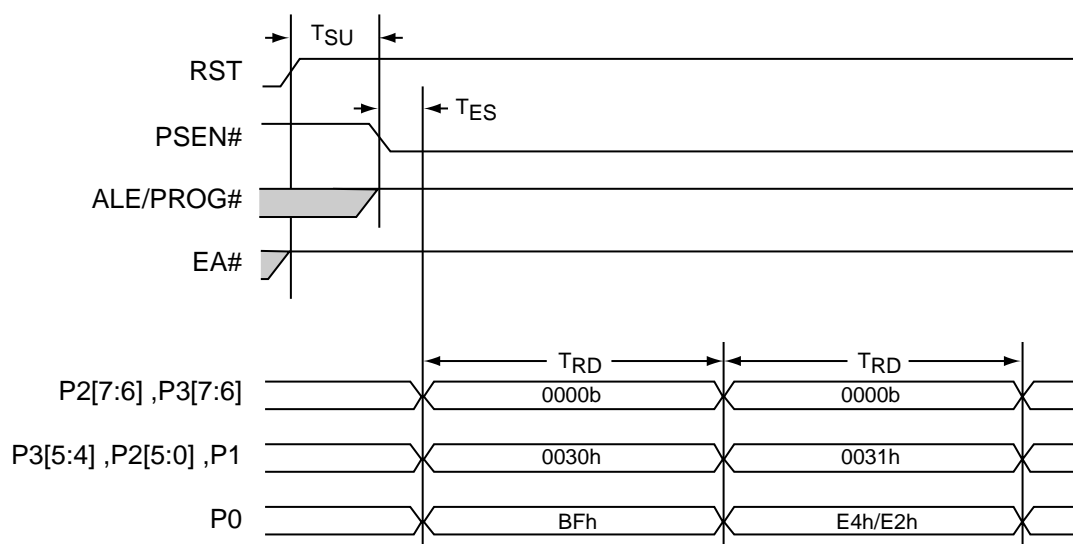 TSU
RST
TES
PSEN#
ALE/PROG#
EA#
TRD TRD
P2[7:6] ,P3[7:6] 0000b 0000b
P3[5:4] ,P2[5:0] ,P1 0030h 0031h
P0 BFh E4h/E2h